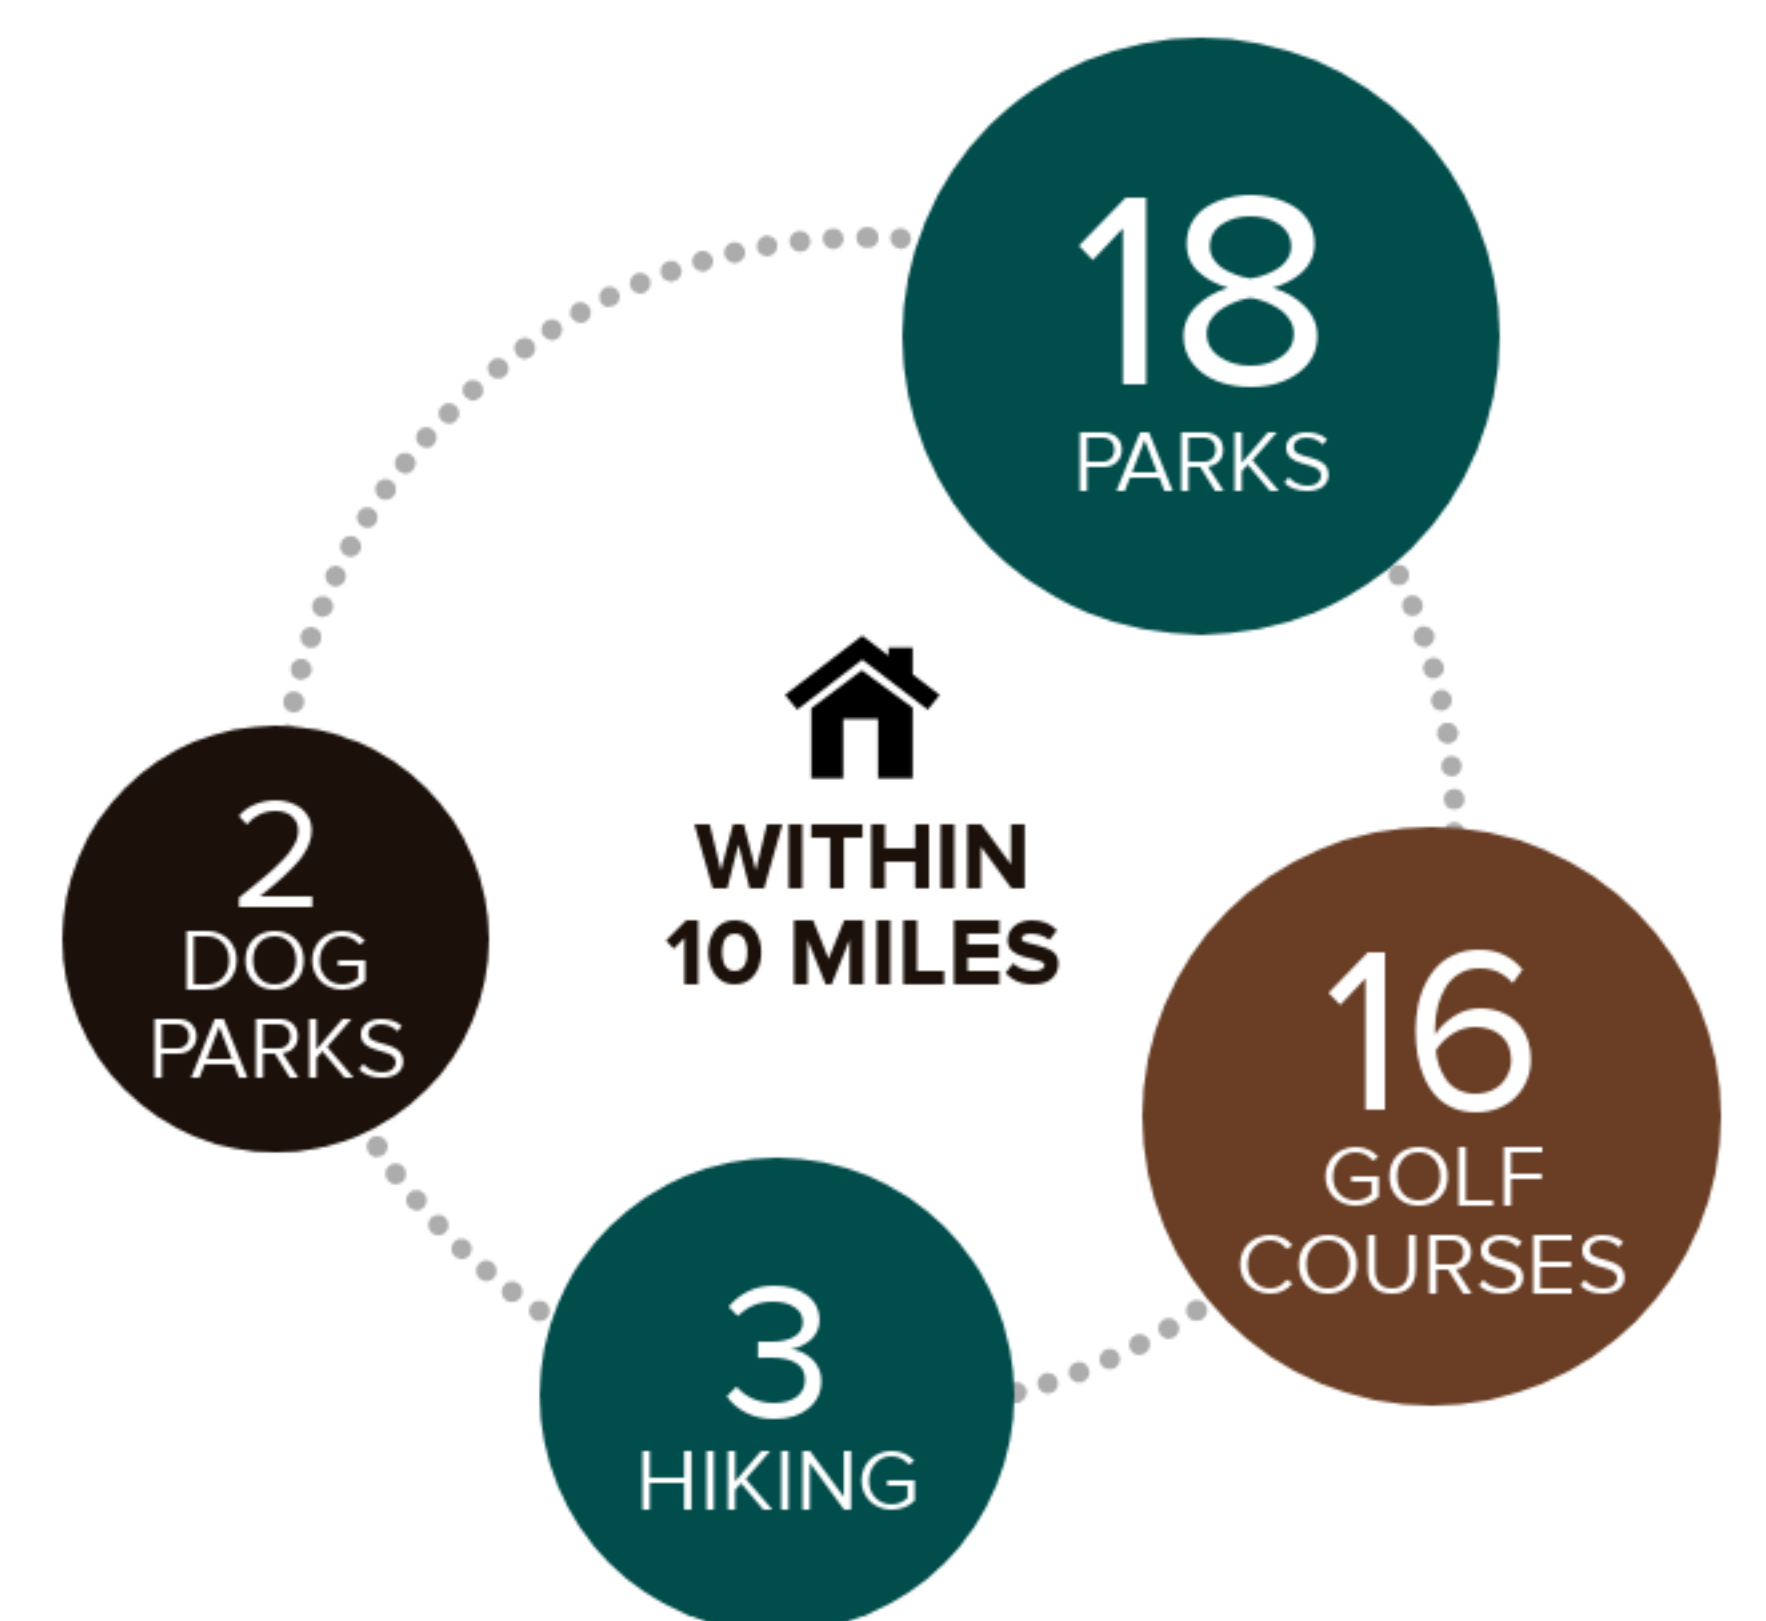 18
PARKS
WITHIN
10 MILES
2
DOG
PARKS
16
GOLF
COURSES
3
HIKING